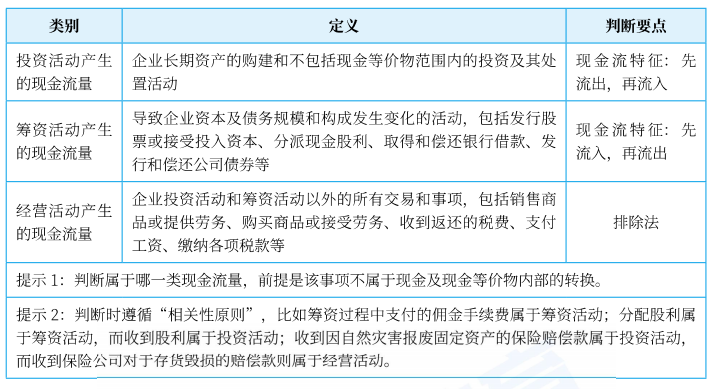 类别 定义 判断要点
投资活动产生
的现金流量
企业长期资产的购建和不包括现金等价物范围内的投资及其处
置活动
现金流特征：先
流出，再流入
筹资活动产生
的现金流量
导致企业资本及债务规模和构成发生变化的活动，包括发行股
票或接受投入资本、分派现金股利、取得和偿还银行借款、发
行和偿还公司债券等
现金流特征：先
流入，再流出
经营活动产生
的现金流量
企业投资活动和筹资活动以外的所有交易和事项，包括销售商
品或提供劳务、购买商品或接受劳务、收到返还的税费、支付
工资、缴纳各项税款等
排除法
提示 1：判断属于哪一类现金流量，前提是该事项不属于现金及现金等价物内部的转换。
提示 2：判断时遵循“相关性原则”，比如筹资过程中支付的佣金手续费属于筹资活动；分配股利属
于筹资活动，而收到股利属于投资活动；收到因自然灾害报废固定资产的保险赔偿款属于投资活动，
而收到保险公司对于存货毁损的赔偿款则属于经营活动。